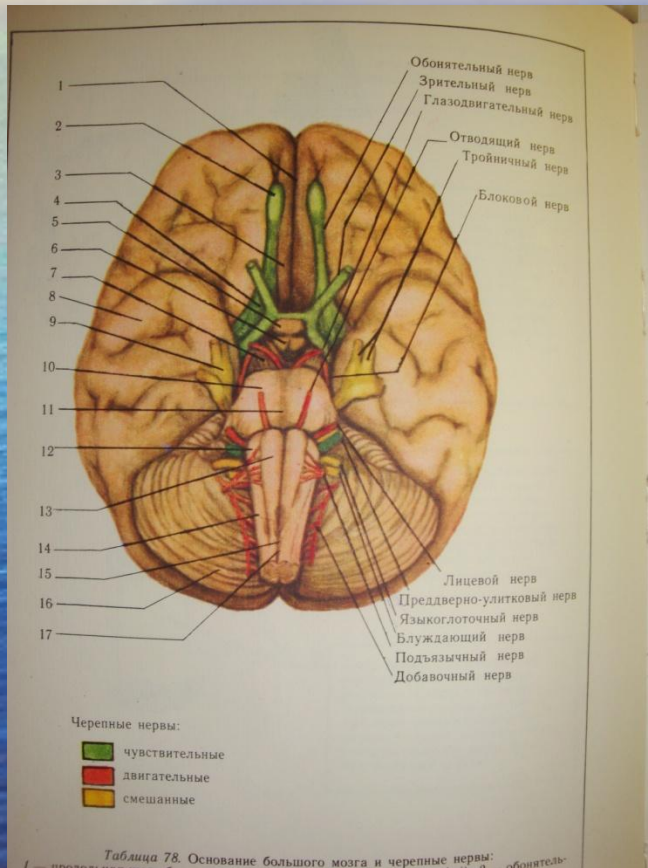 Обонятельный нерв
Зрительный нерв
Глазодвигательный нерв
Отводящий нерв
Тройничный нерв
Блоковой нерв
1
2
3
4
5
6
7
8
9
10
11
12
13
14
15
16
17
Лицевой нерв
Преддверно-улитковый нерв
Языкоглоточный нерв
Блуждающий нерв
Подъязычный нерв
Добавочный нерв
Черепные нервы:
чувствительные
двигательные
смешанные
Таблица 78. Основание большого мозга и черепные нервы: